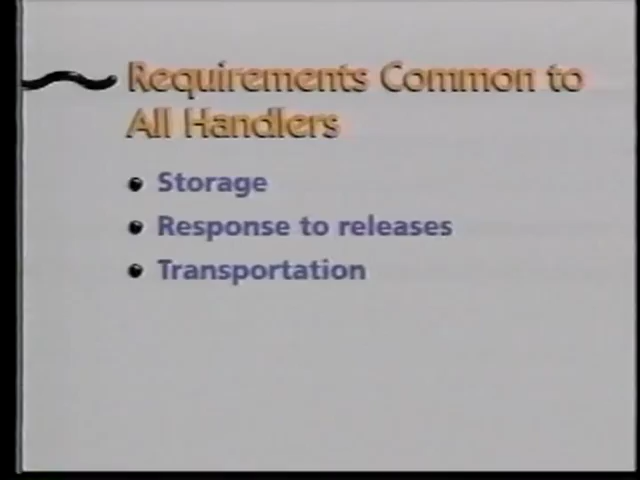 Requirements Common to
All Handlers
Storage
Response to releases
Transportation